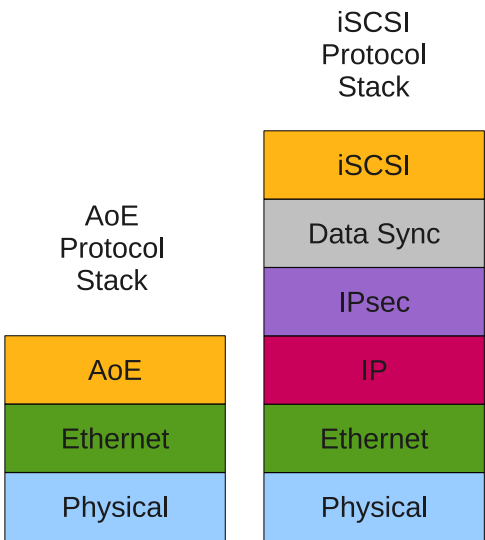 AoE
Protocol
Stack
AoE
Ethernet
Physical
iSCSI
Protocol
Stack
iSCSI
Data Sync
IPsec
IP
Ethernet
Physical